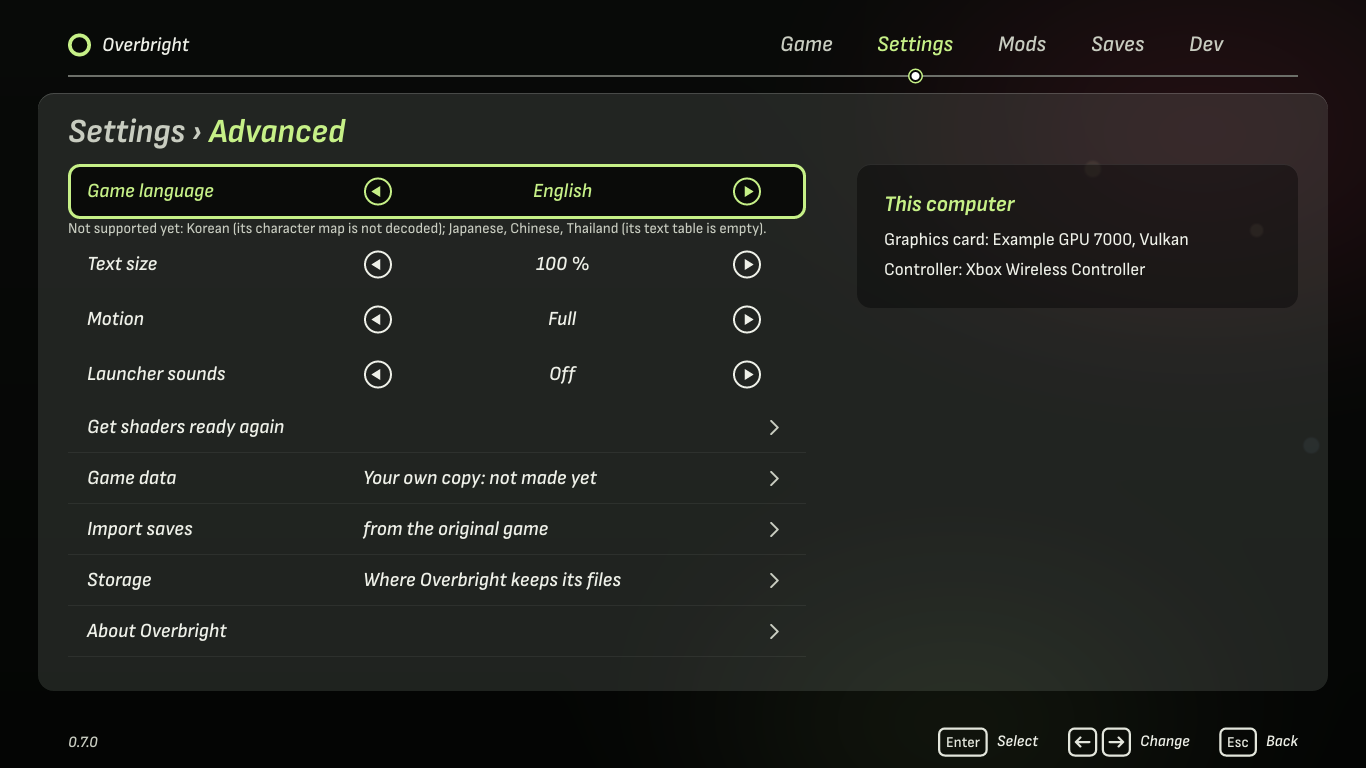 Overbright
Game Settings Mods Saves Dev
Settings › Advanced
Game language English
Not supported yet: Korean (its character map is not decoded); Japanese, Chinese, Thailand (its text table is empty).
Text size 100 %
Motion Full
Launcher sounds Off
Get shaders ready again
Game data Your own copy: not made yet
Import saves from the original game
Storage Where Overbright keeps its files
About Overbright
This computer
Graphics card: Example GPU 7000, Vulkan
Controller: Xbox Wireless Controller
0.7.0
Enter Select ← → Change Esc Back